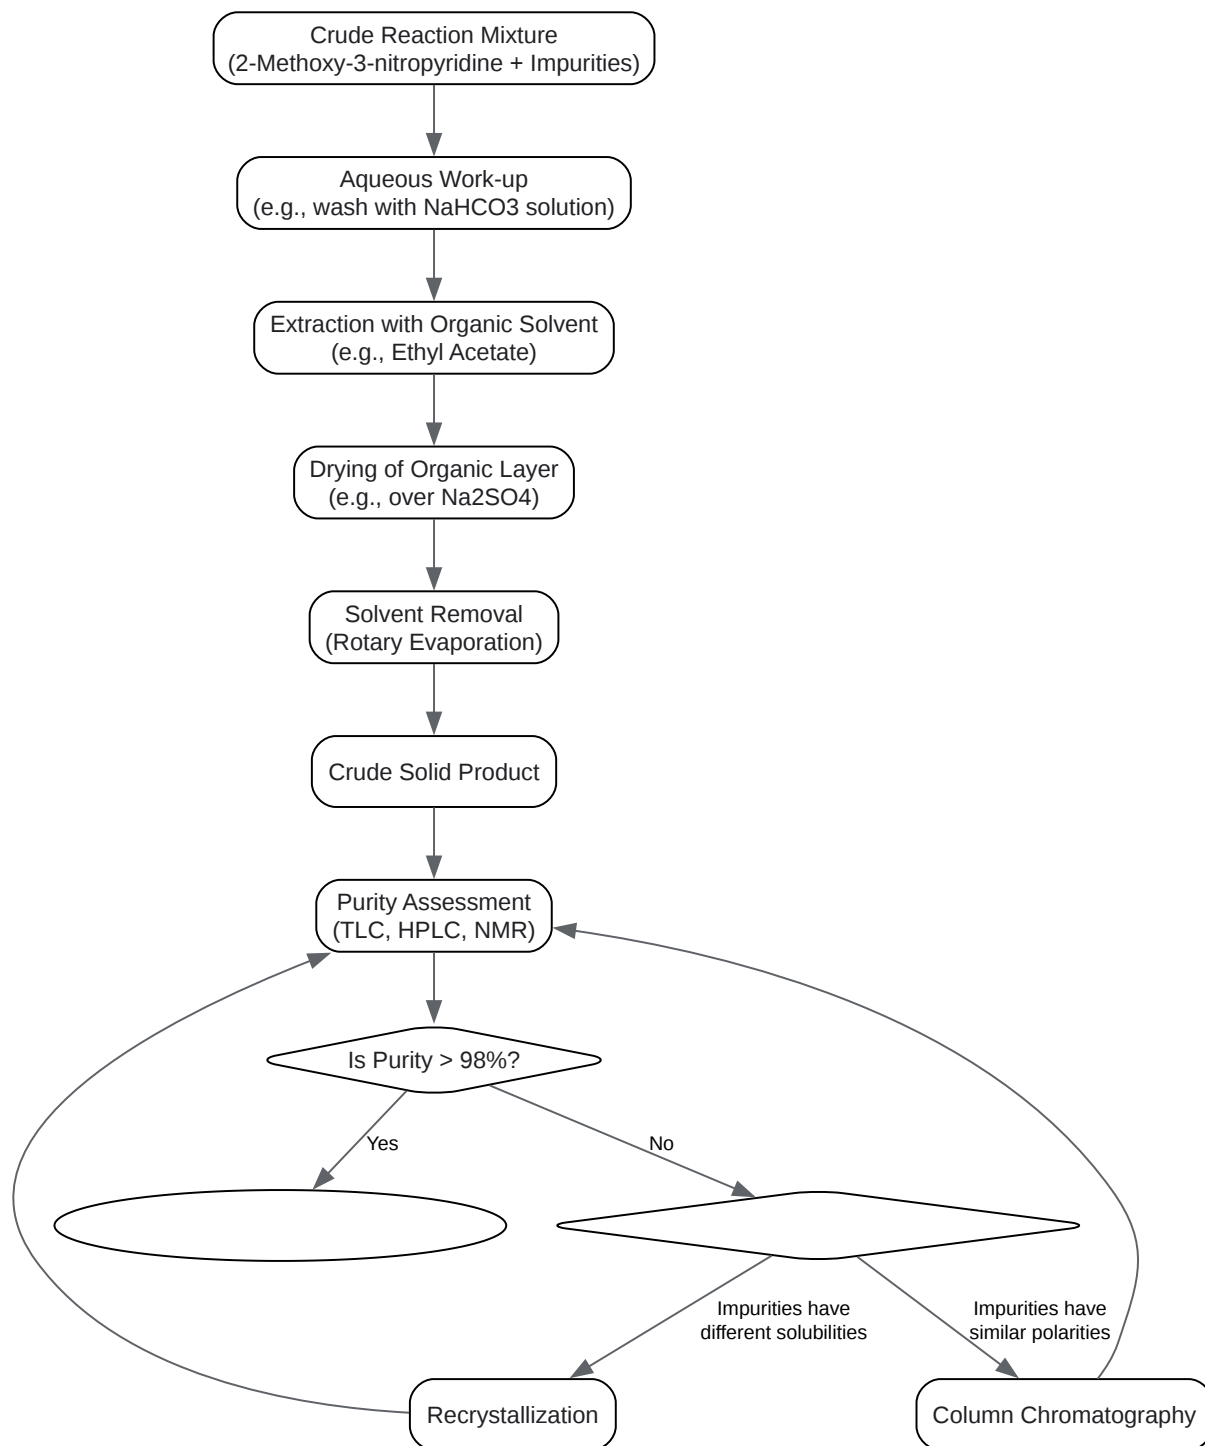 Crude Reaction Mixture
(2-Methoxy-3-nitropyridine + Impurities)
Aqueous Work-up
(e.g., wash with NaHCO3 solution)
Extraction with Organic Solvent
(e.g., Ethyl Acetate)
Drying of Organic Layer
(e.g., over Na2SO4)
Solvent Removal
(Rotary Evaporation)
Crude Solid Product
Purity Assessment
(TLC, HPLC, NMR)
Is Purity > 98%?
Yes
No
Impurities have
different solubilities
Impurities have
similar polarities
Recrystallization
Column Chromatography